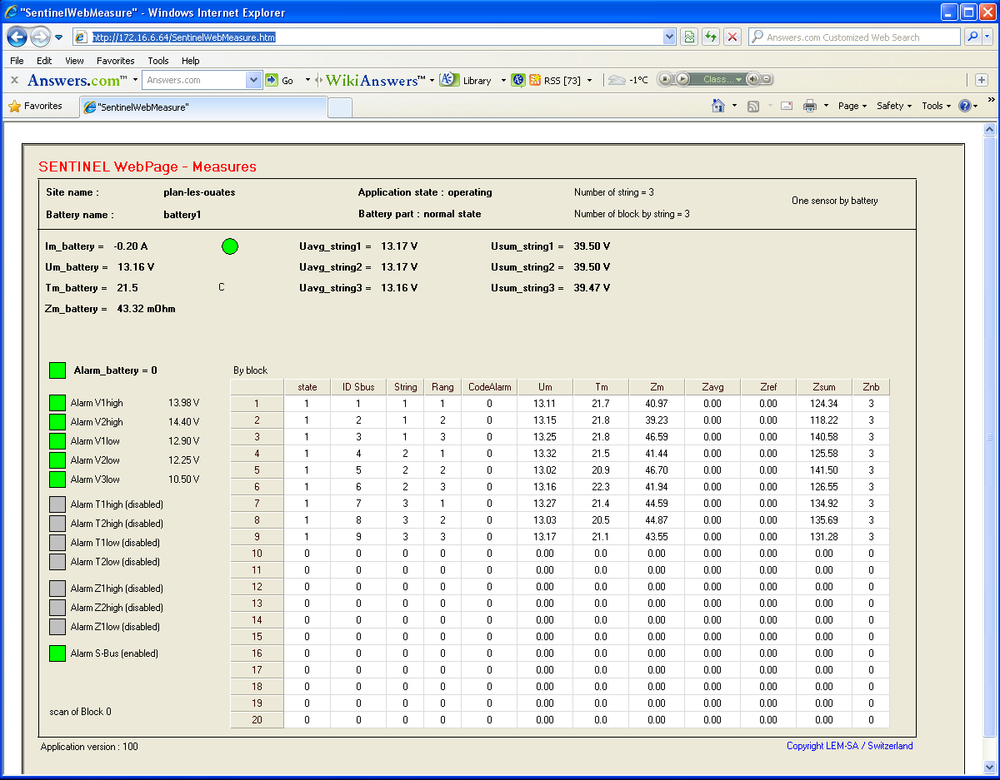 "SentinelWebMeasure" - Windows Internet Explorer
http://172.16.6.64/SentinelWebMeasure.htm Answers.com Customized Web Search
File Edit View Favorites Tools Help
x Answers.com™ Answers.com Go WikiAnswers™ Library RSS [73] -1°C Class...
Favorites "SentinelWebMeasure" Page Safety Tools »
SENTINEL WebPage - Measures
Site name : plan-les-ouates Application state : operating Number of string = 3 One sensor by battery
Battery name : battery1 Battery part : normal state Number of block by string = 3
Im_battery = -0.20 A Uavg_string1 = 13.17 V Usum_string1 = 39.50 V
Um_battery = 13.16 V Uavg_string2 = 13.17 V Usum_string2 = 39.50 V
Tm_battery = 21.5 C Uavg_string3 = 13.16 V Usum_string3 = 39.47 V
Zm_battery = 43.32 mOhm
Alarm_battery = 0
Alarm V1high 13.98 V
Alarm V2high 14.40 V
Alarm V1low 12.90 V
Alarm V2low 12.25 V
Alarm V3low 10.50 V
Alarm T1high (disabled)
Alarm T2high (disabled)
Alarm T1low (disabled)
Alarm T2low (disabled)
Alarm Z1high (disabled)
Alarm Z2high (disabled)
Alarm Z1low (disabled)
Alarm S-Bus (enabled)
scan of Block 0
By block
state ID Sbus String Rang CodeAlarm Um Tm Zm Zavg Zref Zsum Znb
1 1 1 1 1 0 13.11 21.7 40.97 0.00 0.00 124.34 3
2 1 2 1 2 0 13.15 21.8 39.23 0.00 0.00 118.22 3
3 1 3 1 3 0 13.25 21.8 46.59 0.00 0.00 140.58 3
4 1 4 2 1 0 13.32 21.5 41.44 0.00 0.00 125.58 3
5 1 5 2 2 0 13.02 20.9 46.70 0.00 0.00 141.50 3
6 1 6 2 3 0 13.16 22.3 41.94 0.00 0.00 126.55 3
7 1 7 3 1 0 13.27 21.4 44.59 0.00 0.00 134.92 3
8 1 8 3 2 0 13.03 20.5 44.87 0.00 0.00 135.69 3
9 1 9 3 3 0 13.17 21.1 43.55 0.00 0.00 131.28 3
10 0 0 0 0 0 0.00 0.0 0.00 0.00 0.00 0.00 0
11 0 0 0 0 0 0.00 0.0 0.00 0.00 0.00 0.00 0
12 0 0 0 0 0 0.00 0.0 0.00 0.00 0.00 0.00 0
13 0 0 0 0 0 0.00 0.0 0.00 0.00 0.00 0.00 0
14 0 0 0 0 0 0.00 0.0 0.00 0.00 0.00 0.00 0
15 0 0 0 0 0 0.00 0.0 0.00 0.00 0.00 0.00 0
16 0 0 0 0 0 0.00 0.0 0.00 0.00 0.00 0.00 0
17 0 0 0 0 0 0.00 0.0 0.00 0.00 0.00 0.00 0
18 0 0 0 0 0 0.00 0.0 0.00 0.00 0.00 0.00 0
19 0 0 0 0 0 0.00 0.0 0.00 0.00 0.00 0.00 0
20 0 0 0 0 0 0.00 0.0 0.00 0.00 0.00 0.00 0
Application version : 100 Copyright LEM-SA / Switzerland